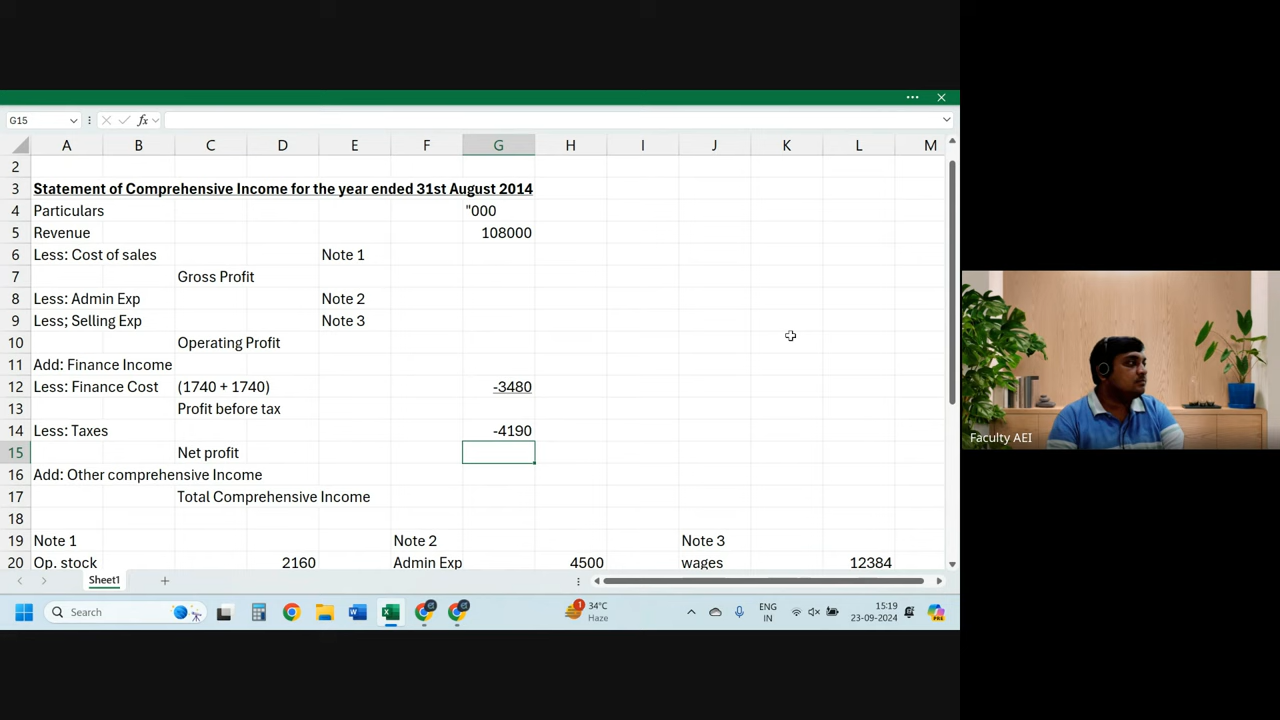 G15
fx
A B C D E F G H I J K L M
2
3 Statement of Comprehensive Income for the year ended 31st August 2014
4 Particulars "000
5 Revenue 108000
6 Less: Cost of sales Note 1
7 Gross Profit
8 Less: Admin Exp Note 2
9 Less; Selling Exp Note 3
10 Operating Profit
11 Add: Finance Income
12 Less: Finance Cost (1740 + 1740) -3480
13 Profit before tax
14 Less: Taxes -4190
15 Net profit
16 Add: Other comprehensive Income
17 Total Comprehensive Income
18
19 Note 1 Note 2 Note 3
20 Op. stock 2160 Admin Exp 4500 wages 12384
Sheet1
Search
34°C
Haze
ENG
IN
15:19
23-09-2024
Faculty AEI